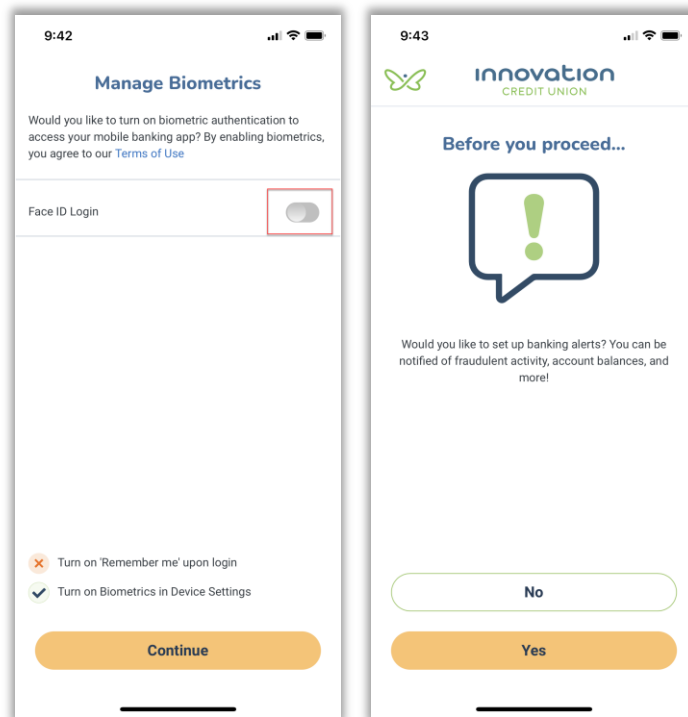 9:42
Manage Biometrics
Would you like to turn on biometric authentication to
access your mobile banking app? By enabling biometrics,
you agree to our Terms of Use
Face ID Login
Turn on 'Remember me' upon login
Turn on Biometrics in Device Settings
Continue
9:43
innovation
CREDIT UNION
Before you proceed...
Would you like to set up banking alerts? You can be
notified of fraudulent activity, account balances, and
more!
No
Yes